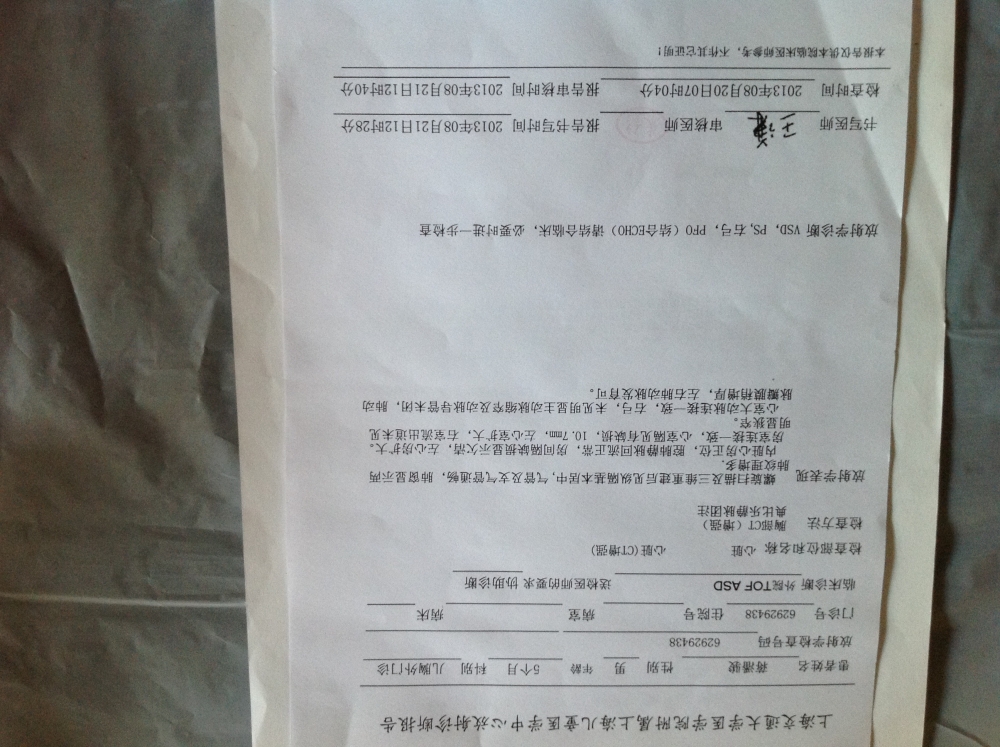 上海交通大学医学院附属上海儿童医学中心放射诊断报告
患者姓名 蒋潘骏 性别 男 年龄 5个月 科别 儿胸外门诊
放射学检查号码 62929438
门诊号 62929438 住院号 病室 病床
临床诊断 外院TOF ASD 送检医师的要求 协助诊断
检查部位和名称 心脏 心脏(CT增强)
检查方法 胸部CT（增强）
典比乐静脉团注
放射学表现 螺旋扫描及三维重建后见纵隔基本居中,气管及支气管通畅，肺窗显示两
肺纹理增多.
内脏心房正位，腔肺静脉回流正常，房间隔缺损显示欠清，左心房扩大。
房室连接一致，心室隔见有缺损，10.7mm，左心室扩大，右室流出道未见
明显狭窄。
心室大动脉连接一致，右弓，未见明显主动脉缩窄及动脉导管未闭，肺动
脉瓣膜稍增厚，左右肺动脉发育可。
放射学诊断 VSD，PS,右弓，PFO（结合ECHO）请结合临床，必要时进一步检查
书写医师 审核医师 报告书写时间 2013年08月21日12时28分
检查时间 2013年08月20日07时04分 报告审核时间 2013年08月21日12时40分
本报告仅供本院临床医师参考，不作其它证明！